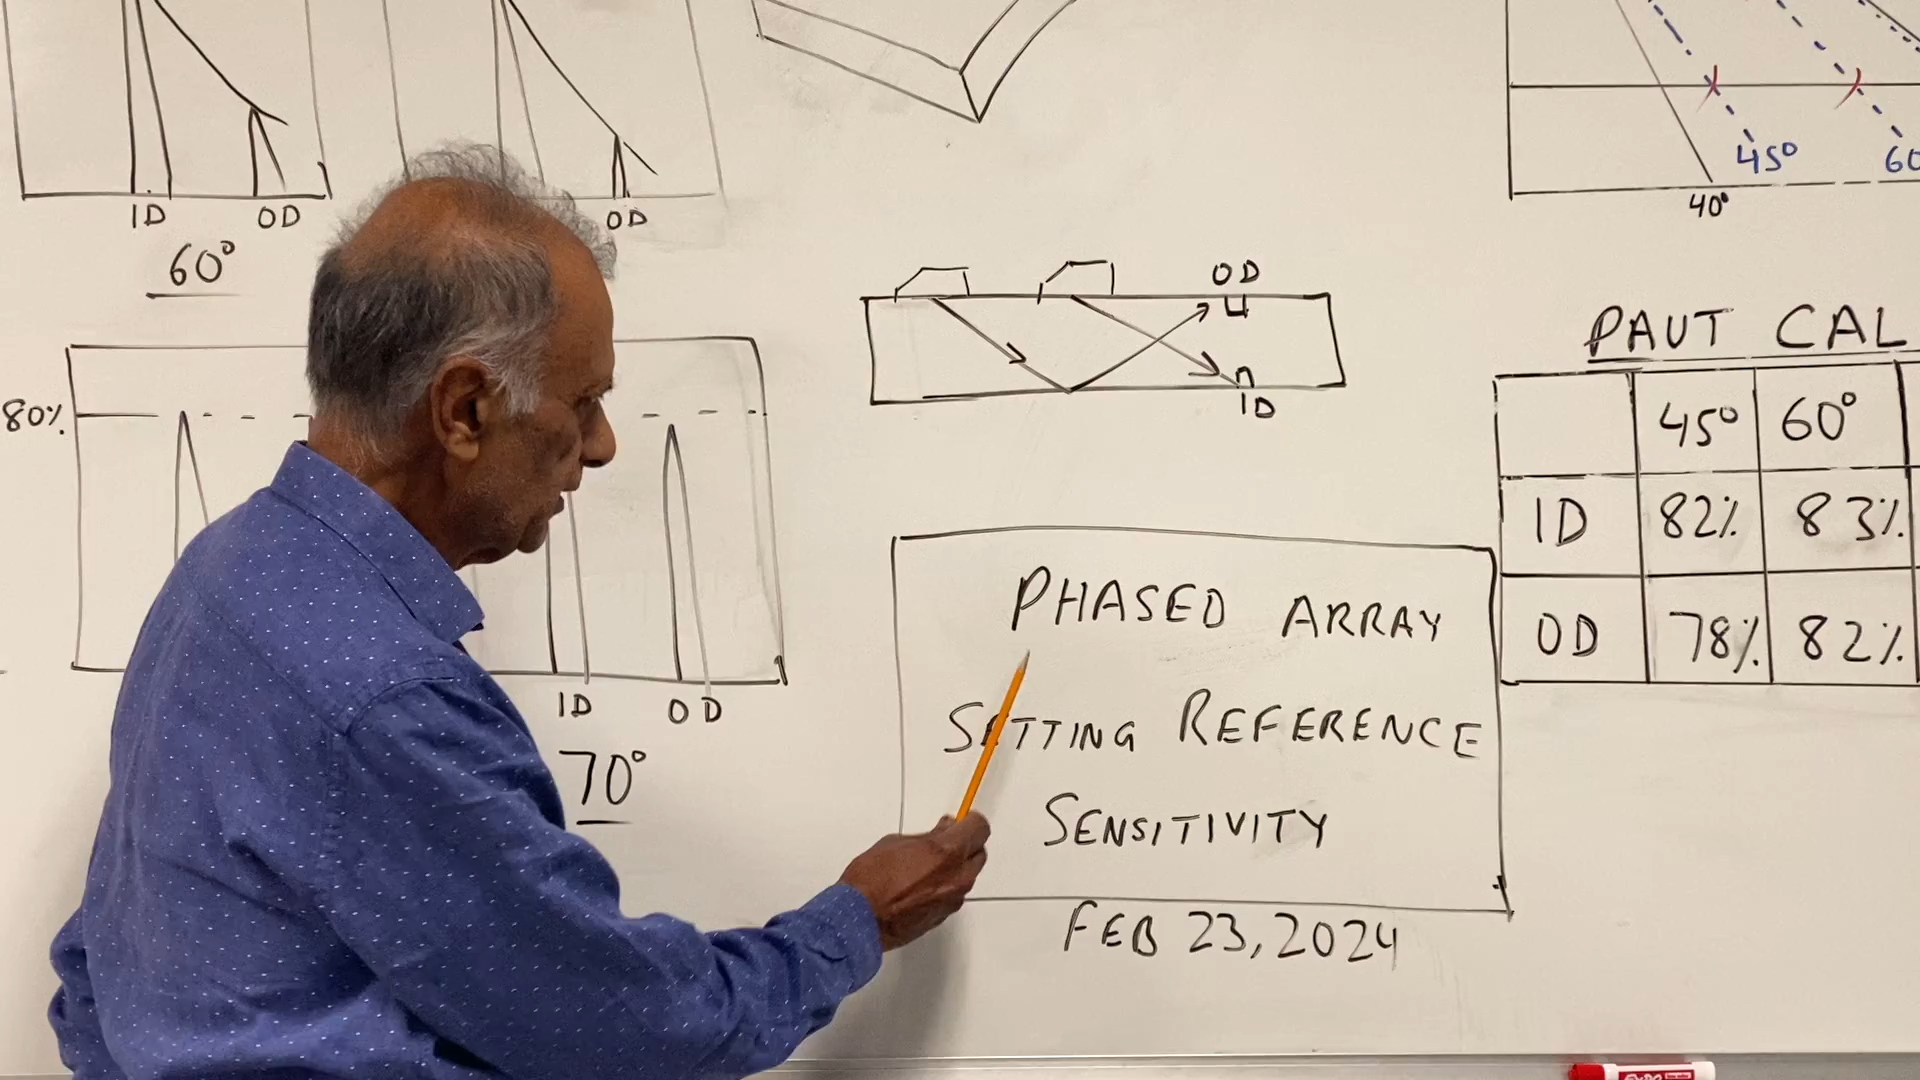 ID OD
60°
OD
80%
ID OD
70°
OD
ID
PHASED ARRAY
SETTING REFERENCE
SENSITIVITY
FEB 23, 2024
45° 60
40°
PAUT CAL
45° 60°
ID 82% 83%
OD 78% 82%
EXPO